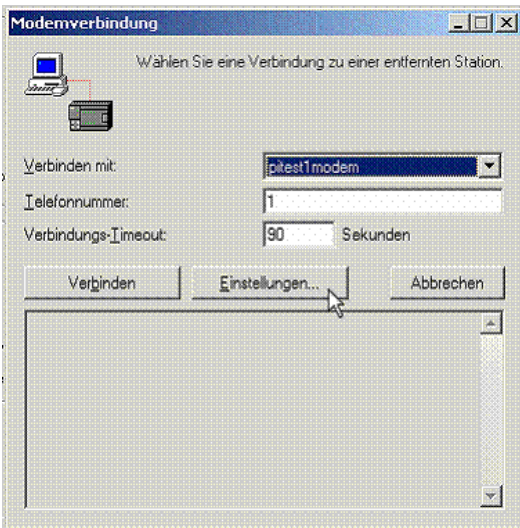 Modemverbindung
Wählen Sie eine Verbindung zu einer entfernten Station.
Verbinden mit: pitest1modem
Telefonnummer: 1
Verbindungs-Timeout: 90 Sekunden
Verbinden Einstellungen... Abbrechen